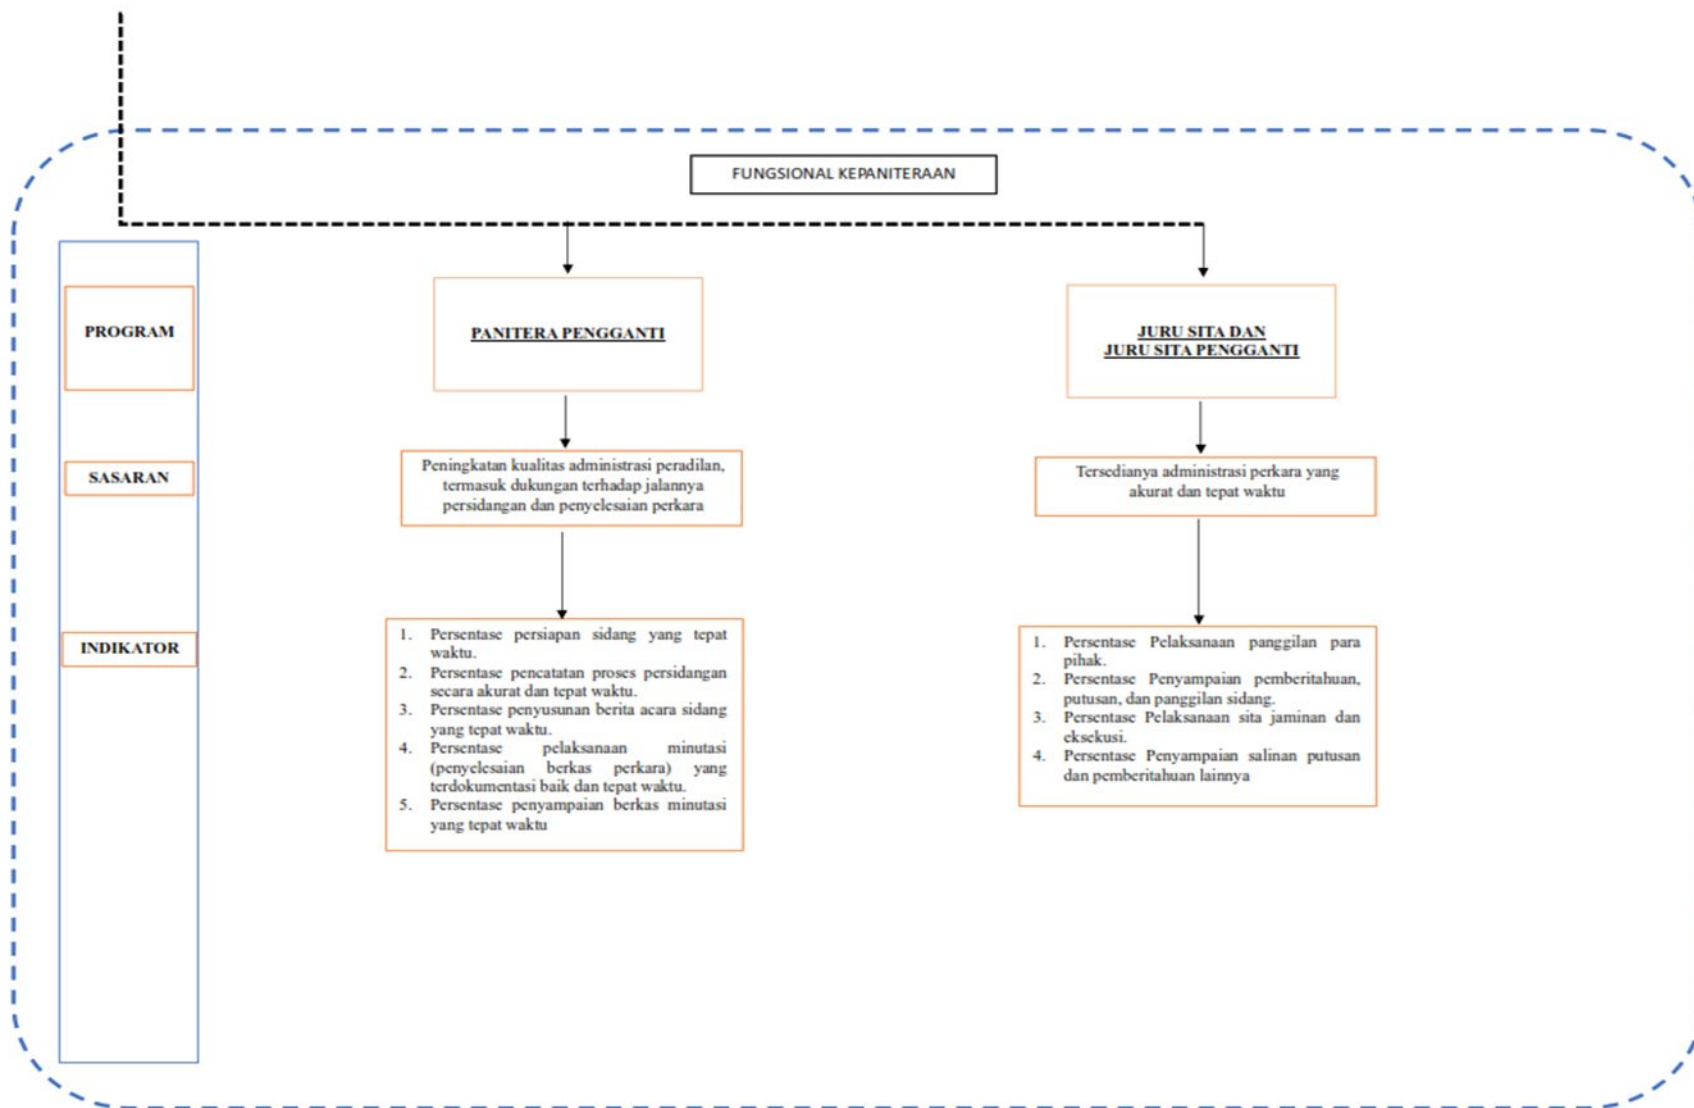 FUNGSIONAL KEPANITERAAN
PROGRAM
SASARAN
INDIKATOR
PANITERA PENGGANTI
Peningkatan kualitas administrasi peradilan,
termasuk dukungan terhadap jalannya
persidangan dan penyelesaian perkara
1. Persentase persiapan sidang yang tepat
waktu.
2. Persentase pencatatan proses persidangan
secara akurat dan tepat waktu.
3. Persentase penyusunan berita acara sidang
yang tepat waktu.
4. Persentase pelaksanaan minutasi
(penyelesaian berkas perkara) yang
terdokumentasi baik dan tepat waktu.
5. Persentase penyampaian berkas minutasi
yang tepat waktu
JURU SITA DAN
JURU SITA PENGGANTI
Tersedianya administrasi perkara yang
akurat dan tepat waktu
1. Persentase Pelaksanaan panggilan para
pihak.
2. Persentase Penyampaian pemberitahuan,
putusan, dan panggilan sidang.
3. Persentase Pelaksanaan sita jaminan dan
eksekusi.
4. Persentase Penyampaian salinan putusan
dan pemberitahuan lainnya